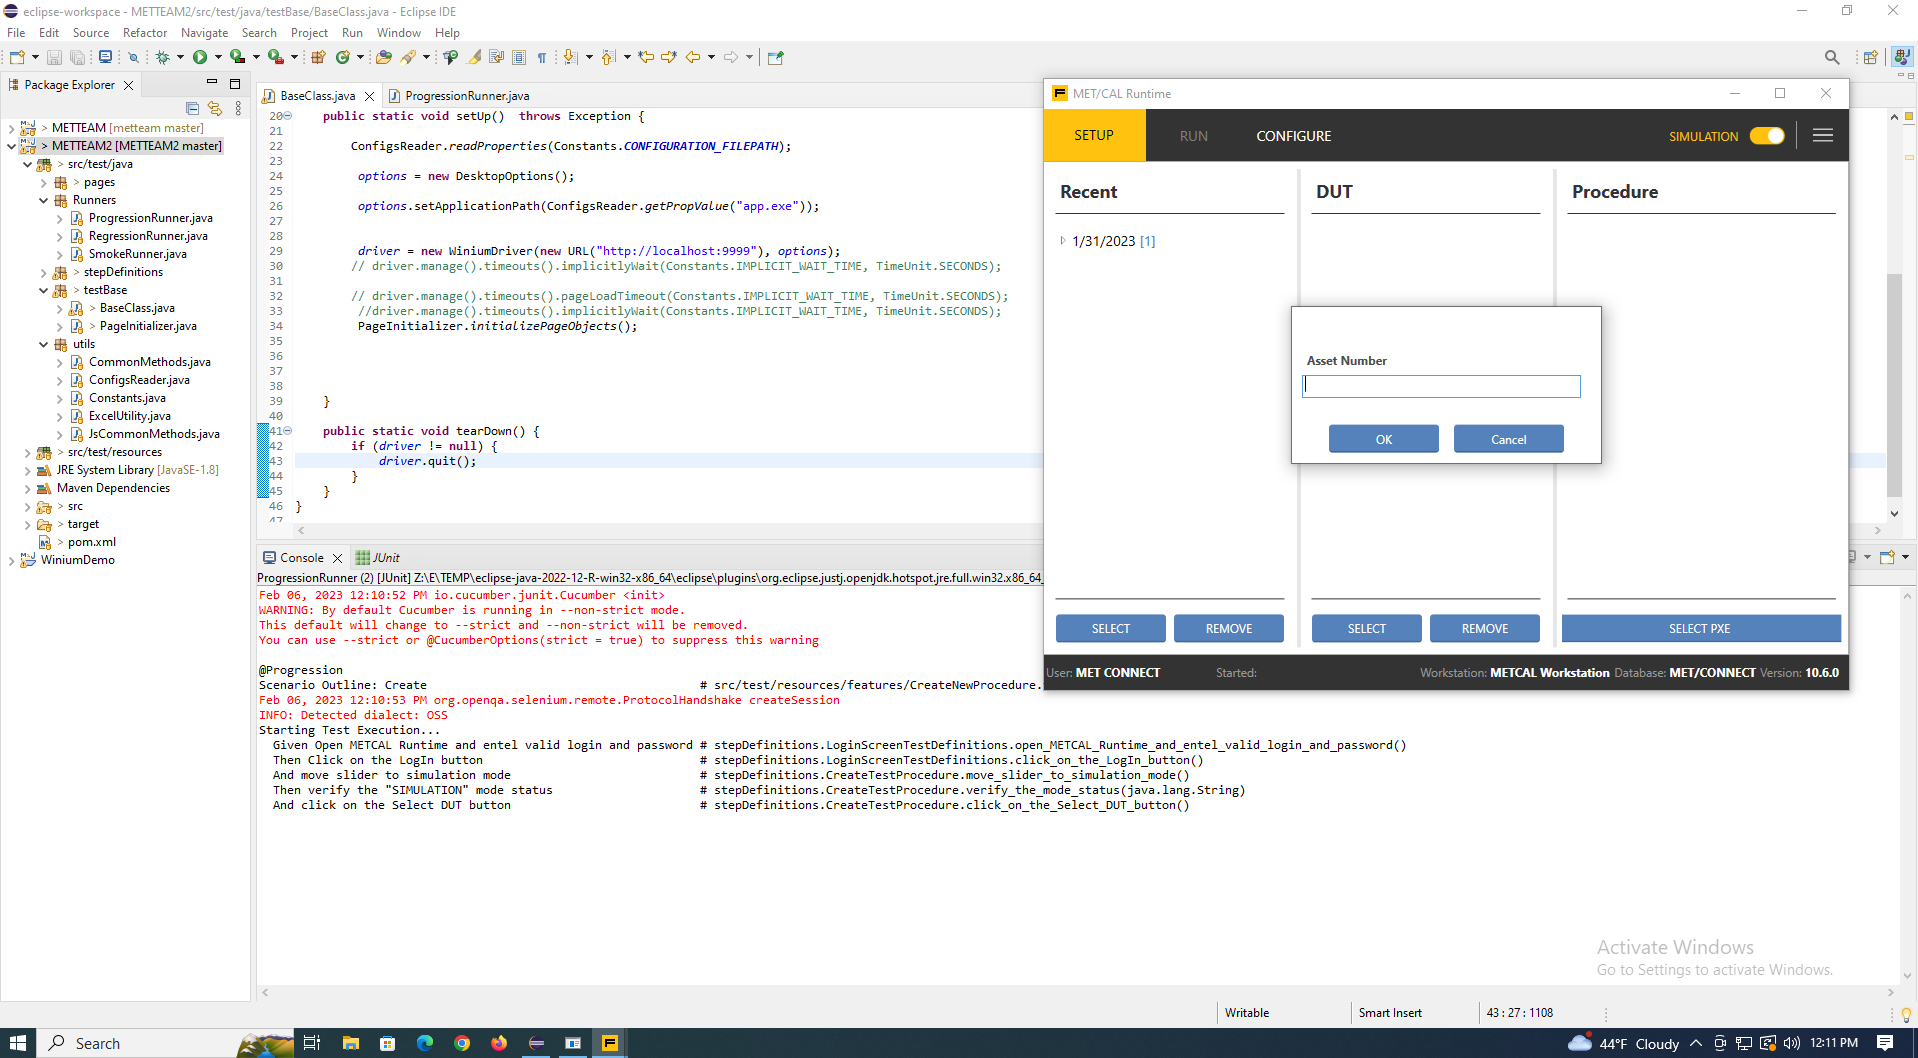 eclipse-workspace - METTEAM2/src/test/java/testBase/BaseClass.java - Eclipse IDE
File Edit Source Refactor Navigate Search Project Run Window Help
Package Explorer
> METTEAM [metteam master]
> METTEAM2 [METTEAM2 master]
> src/test/java
> pages
Runners
ProgressionRunner.java
RegressionRunner.java
SmokeRunner.java
> stepDefinitions
> testBase
> BaseClass.java
> PageInitializer.java
utils
CommonMethods.java
ConfigsReader.java
Constants.java
ExcelUtility.java
JsCommonMethods.java
> src/test/resources
JRE System Library [JavaSE-1.8]
Maven Dependencies
> src
> target
> pom.xml
WiniumDemo
BaseClass.java ProgressionRunner.java
20 public static void setUp() throws Exception {
21
22 ConfigsReader.readProperties(Constants.CONFIGURATION_FILEPATH);
23
24 options = new DesktopOptions();
25
26 options.setApplicationPath(ConfigsReader.getPropValue("app.exe"));
27
28
29 driver = new WiniumDriver(new URL("http://localhost:9999"), options);
30 // driver.manage().timeouts().implicitlyWait(Constants.IMPLICIT_WAIT_TIME, TimeUnit.SECONDS);
31
32 // driver.manage().timeouts().pageLoadTimeout(Constants.IMPLICIT_WAIT_TIME, TimeUnit.SECONDS);
33 //driver.manage().timeouts().implicitlyWait(Constants.IMPLICIT_WAIT_TIME, TimeUnit.SECONDS);
34 PageInitializer.initializePageObjects();
35
36
37
38
39 }
40
41 public static void tearDown() {
42 if (driver != null) {
43 driver.quit();
44 }
45 }
46 }
47
Console JUnit
ProgressionRunner (2) [JUnit] Z:\E\TEMP\eclipse-java-2022-12-R-win32-x86_64\eclipse\plugins\org.eclipse.justj.openjdk.hotspot.jre.full.win32.x86_64_
Feb 06, 2023 12:10:52 PM io.cucumber.junit.Cucumber <init>
WARNING: By default Cucumber is running in --non-strict mode.
This default will change to --strict and --non-strict will be removed.
You can use --strict or @CucumberOptions(strict = true) to suppress this warning
@Progression
Scenario Outline: Create # src/test/resources/features/CreateNewProcedure.
Feb 06, 2023 12:10:53 PM org.openqa.selenium.remote.ProtocolHandshake createSession
INFO: Detected dialect: OSS
Starting Test Execution...
Given Open METCAL Runtime and entel valid login and password # stepDefinitions.LoginScreenTestDefinitions.open_METCAL_Runtime_and_entel_valid_login_and_password()
Then Click on the LogIn button # stepDefinitions.LoginScreenTestDefinitions.click_on_the_LogIn_button()
And move slider to simulation mode # stepDefinitions.CreateTestProcedure.move_slider_to_simulation_mode()
Then verify the "SIMULATION" mode status # stepDefinitions.CreateTestProcedure.verify_the_mode_status(java.lang.String)
And click on the Select DUT button # stepDefinitions.CreateTestProcedure.click_on_the_Select_DUT_button()
MET/CAL Runtime
SETUP RUN CONFIGURE SIMULATION
Recent DUT Procedure
1/31/2023 [1]
Asset Number
OK Cancel
SELECT REMOVE SELECT REMOVE SELECT PXE
User: MET CONNECT Started: Workstation: METCAL Workstation Database: MET/CONNECT Version: 10.6.0
Activate Windows
Go to Settings to activate Windows.
Writable Smart Insert 43 : 27 : 1108
Search 44°F Cloudy 12:11 PM